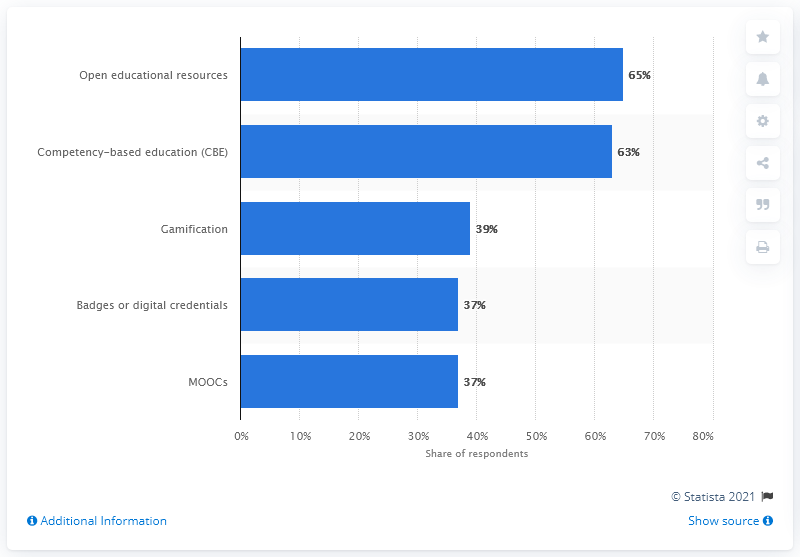 Open educational resources 65%
Competency-based education (CBE) 63%
Gamification 39%
Badges or digital credentials 37%
MOOCs 37%
0% 10% 20% 30% 40% 50% 60% 70% 80%
Share of respondents
© Statista 2021
Additional Information Show source